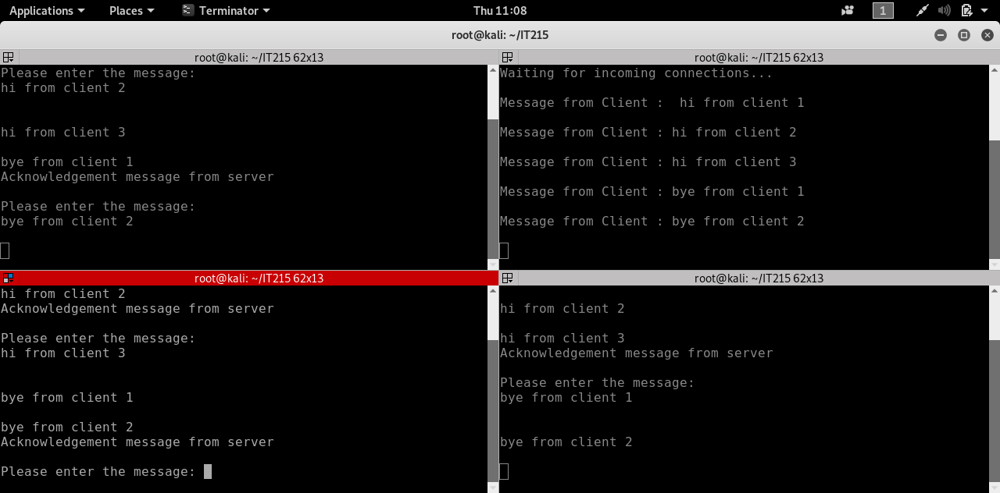 Applications Places Terminator Thu 11:08 1
root@kali: ~/IT215
root@kali: ~/IT215 62x13
Please enter the message:
hi from client 2
hi from client 3
bye from client 1
Acknowledgement message from server
Please enter the message:
bye from client 2
root@kali: ~/IT215 62x13
Waiting for incoming connections...
Message from Client :  hi from client 1
Message from Client : hi from client 2
Message from Client : hi from client 3
Message from Client : bye from client 1
Message from Client : bye from client 2
root@kali: ~/IT215 62x13
hi from client 2
Acknowledgement message from server
Please enter the message:
hi from client 3
bye from client 1
bye from client 2
Acknowledgement message from server
Please enter the message:
root@kali: ~/IT215 62x13
hi from client 2
hi from client 3
Acknowledgement message from server
Please enter the message:
bye from client 1
bye from client 2